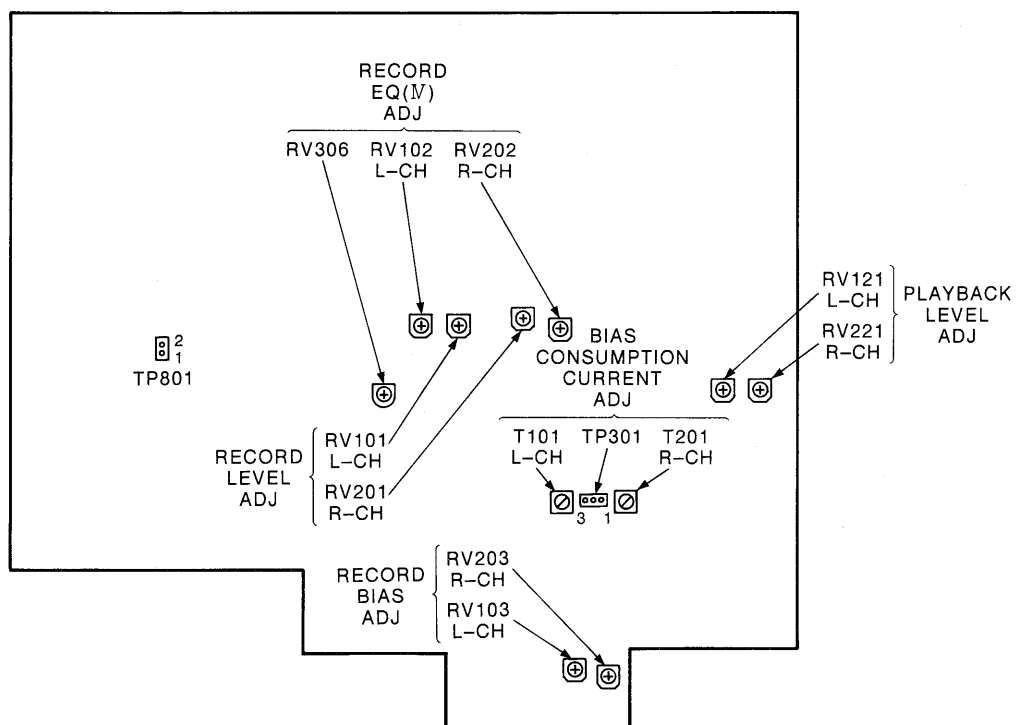 RECORD
EQ(Ⅳ)
ADJ
RV306
RV102
L–CH
RV202
R–CH
RV121
L–CH
RV221
R–CH
PLAYBACK
LEVEL
ADJ
2
1
TP801
BIAS
CONSUMPTION
CURRENT
ADJ
T101
L–CH
TP301
T201
R–CH
3 1
RECORD
LEVEL
ADJ
RV101
L–CH
RV201
R–CH
RECORD
BIAS
ADJ
RV203
R–CH
RV103
L–CH